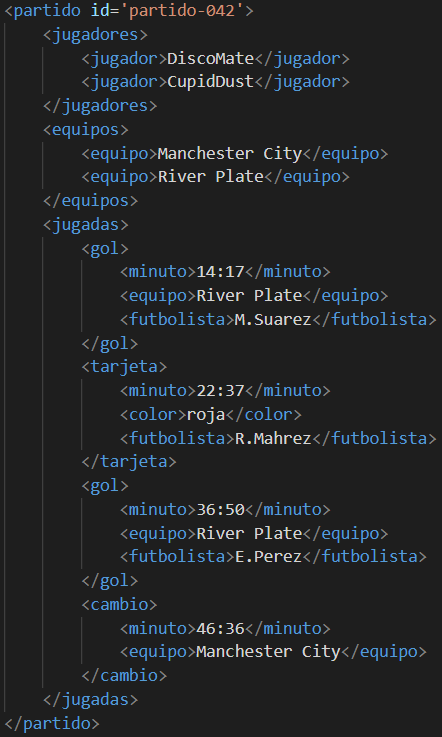 <partido id='partido-042'>
<jugadores>
<jugador>DiscoMate</jugador>
<jugador>CupidDust</jugador>
</jugadores>
<equipos>
<equipo>Manchester City</equipo>
<equipo>River Plate</equipo>
</equipos>
<jugadas>
<gol>
<minuto>14:17</minuto>
<equipo>River Plate</equipo>
<futbolista>M.Suarez</futbolista>
</gol>
<tarjeta>
<minuto>22:37</minuto>
<color>roja</color>
<futbolista>R.Mahrez</futbolista>
</tarjeta>
<gol>
<minuto>36:50</minuto>
<equipo>River Plate</equipo>
<futbolista>E.Perez</futbolista>
</gol>
<cambio>
<minuto>46:36</minuto>
<equipo>Manchester City</equipo>
</cambio>
</jugadas>
</partido>